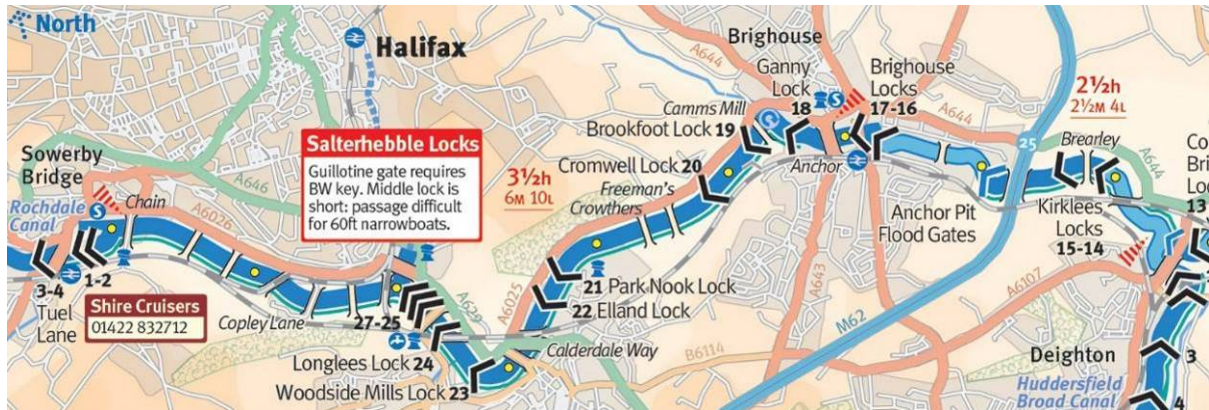 North
Halifax
Brighouse
A644
A644
Ganny
Lock
18
S
Brighouse
Locks
17-16
2½h
2½M 4L
Camms Mill
Brookfoot Lock 19
A644
25
Brearley
A644
Salterhebble Locks
Guillotine gate requires
BW key. Middle lock is
short: passage difficult
for 60ft narrowboats.
Sowerby
Bridge
A646
Cromwell Lock 20
3½h
6M 10L
Freeman's
Crowthers
Anchor
Rochdale
Canal
S
Chain
A6026
Anchor Pit
Flood Gates
Kirklees
Locks
15-14
13
3-4
Tuel
Lane
1-2
Shire Cruisers
01422 832712
Copley Lane
27-25
A629
A6025
21 Park Nook Lock
22 Elland Lock
A643
A6107
M62
Longlees Lock 24
Calderdale Way
B6114
Woodside Mills Lock 23
Deighton
3
Huddersfield
Broad Canal
4